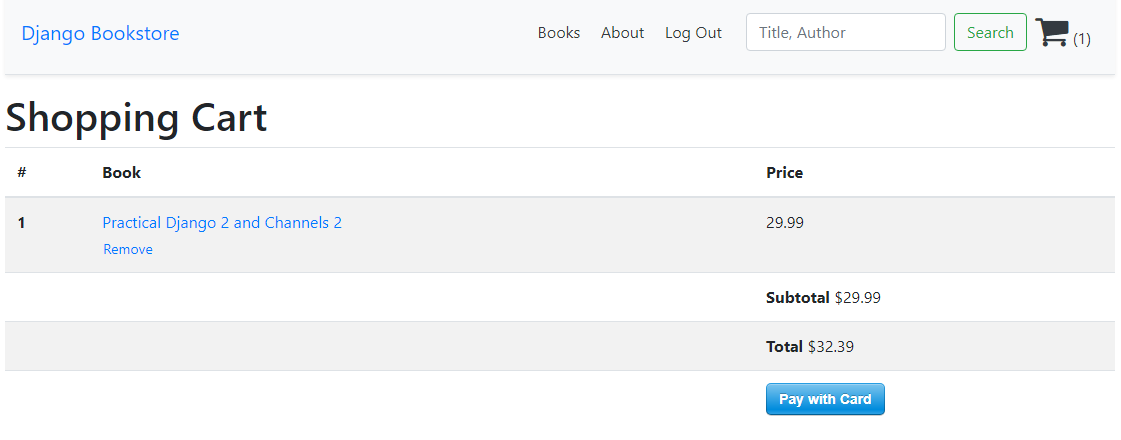 Django Bookstore Books About Log Out Title, Author Search (1)
Shopping Cart
# Book Price
1 Practical Django 2 and Channels 2 29.99
Remove
Subtotal $29.99
Total $32.39
Pay with Card